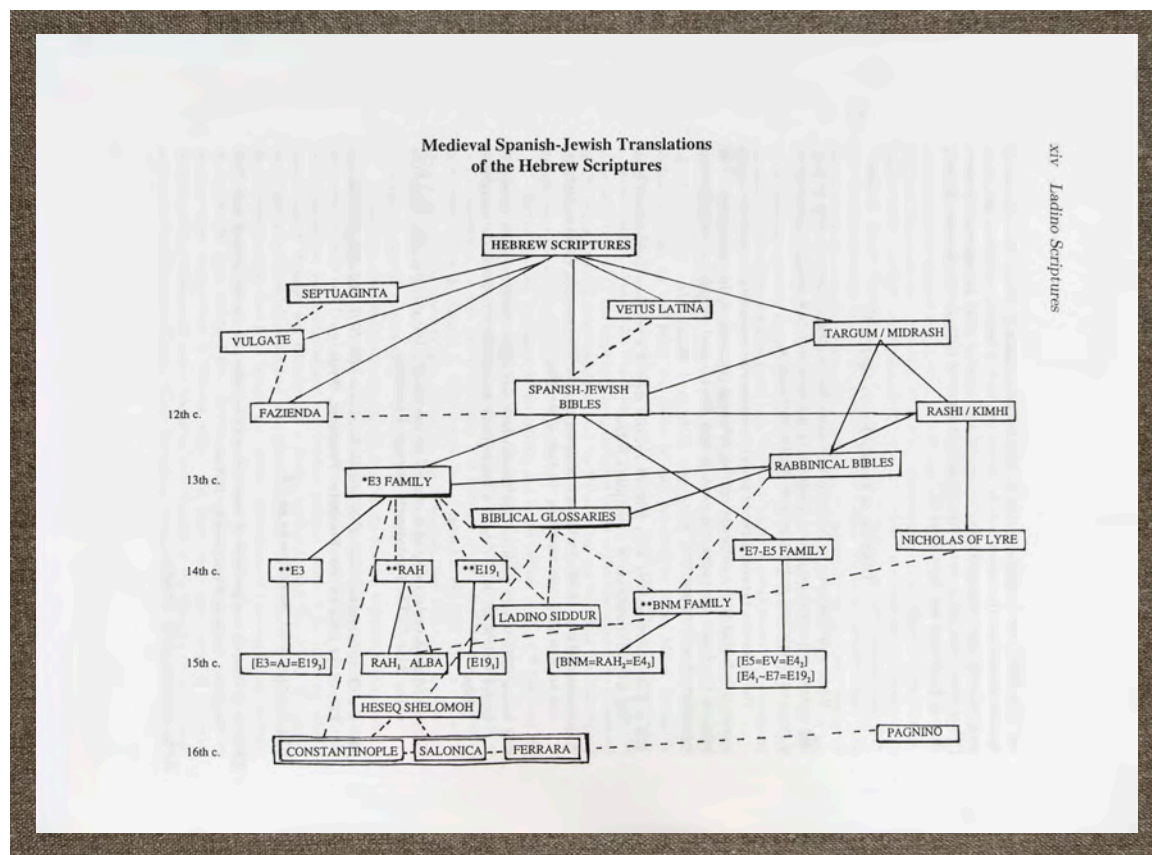 Medieval Spanish-Jewish Translations
of the Hebrew Scriptures
xiv Ladino Scriptures
HEBREW SCRIPTURES
SEPTUAGINTA
VETUS LATINA
VULGATE
TARGUM / MIDRASH
SPANISH-JEWISH
BIBLES
12th c.
FAZIENDA
RASHI / KIMHI
13th c.
*E3 FAMILY
RABBINICAL BIBLES
BIBLICAL GLOSSARIES
*E7-E5 FAMILY
NICHOLAS OF LYRE
14th c.
**E3
**RAH
**E19₁
LADINO SIDDUR
**BNM FAMILY
15th c.
[E3=AJ=E19₃]
RAH₁ ALBA
[E19₁]
[BNM=RAH₂=E4₃]
[E5=EV=E4₂]
[E4₁~E7=E19₂]
HESEQ SHELOMOH
16th c.
CONSTANTINOPLE
SALONICA
FERRARA
PAGNINO